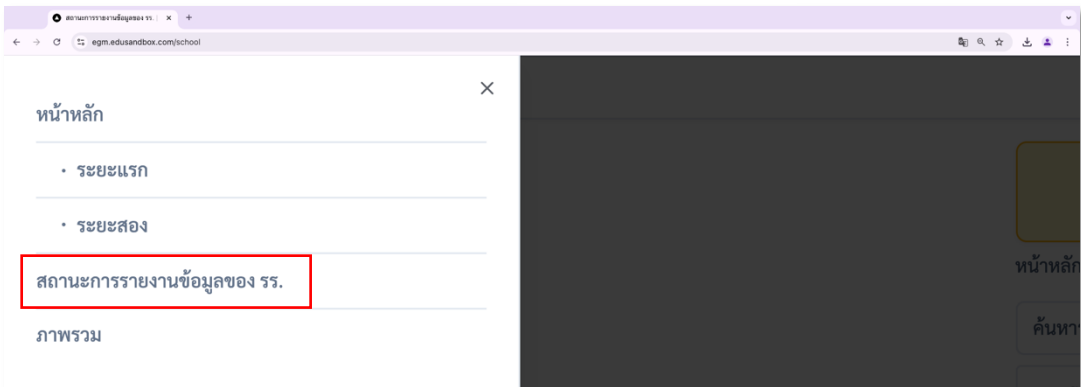 สถานะการรายงานข้อมูลของ รร.
egm.edusandbox.com/school
หน้าหลัก
• ระยะแรก
• ระยะสอง
สถานะการรายงานข้อมูลของ รร.
ภาพรวม
หน้าหลัก
ค้นหา